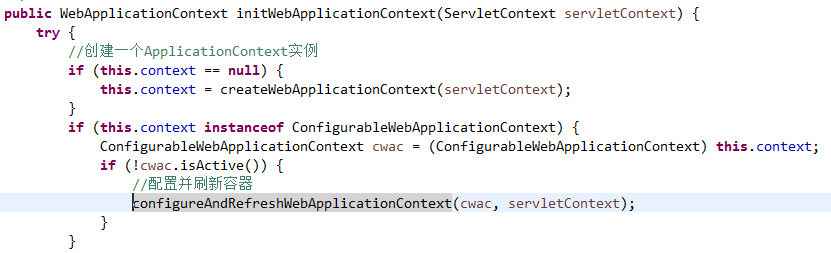 public WebApplicationContext initWebApplicationContext(ServletContext servletContext) {
try {
//创建一个ApplicationContext实例
if (this.context == null) {
this.context = createWebApplicationContext(servletContext);
}
if (this.context instanceof ConfigurableWebApplicationContext) {
ConfigurableWebApplicationContext cwac = (ConfigurableWebApplicationContext) this.context;
if (!cwac.isActive()) {
//配置并刷新容器
configureAndRefreshWebApplicationContext(cwac, servletContext);
}
}